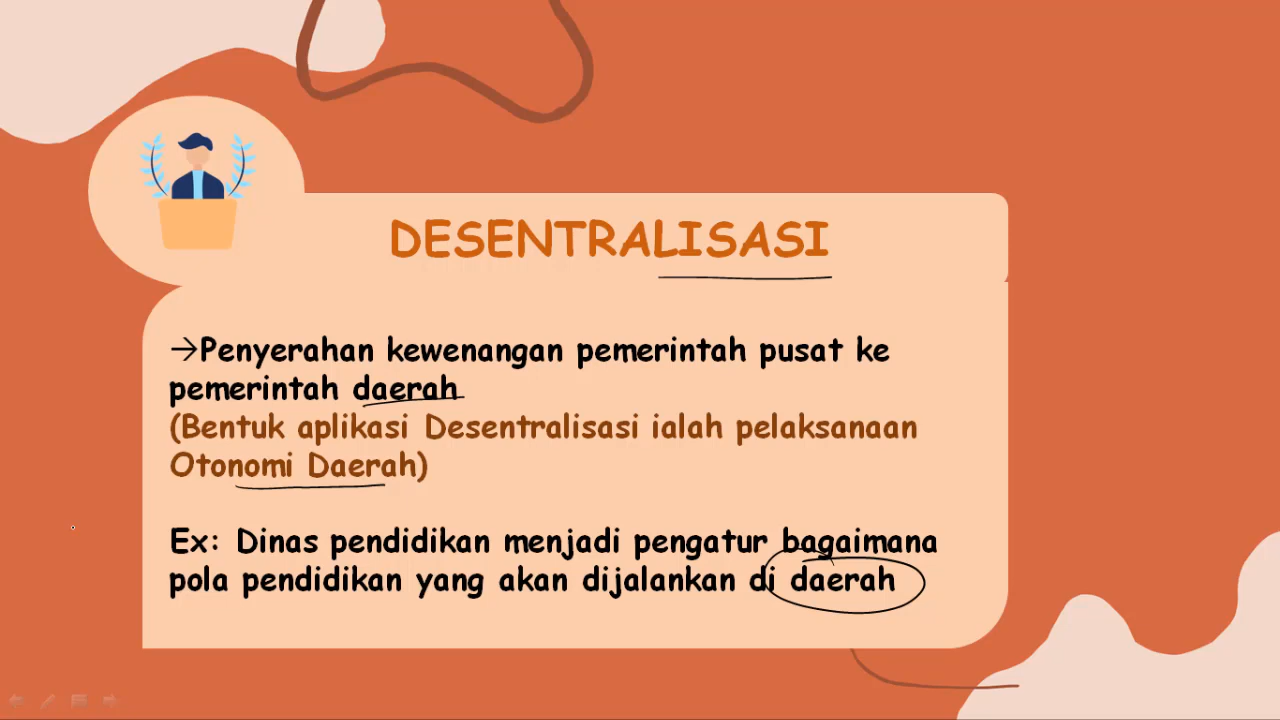 DESENTRALISASI
→Penyerahan kewenangan pemerintah pusat ke
pemerintah daerah
(Bentuk aplikasi Desentralisasi ialah pelaksanaan
Otonomi Daerah)
Ex: Dinas pendidikan menjadi pengatur bagaimana
pola pendidikan yang akan dijalankan di daerah